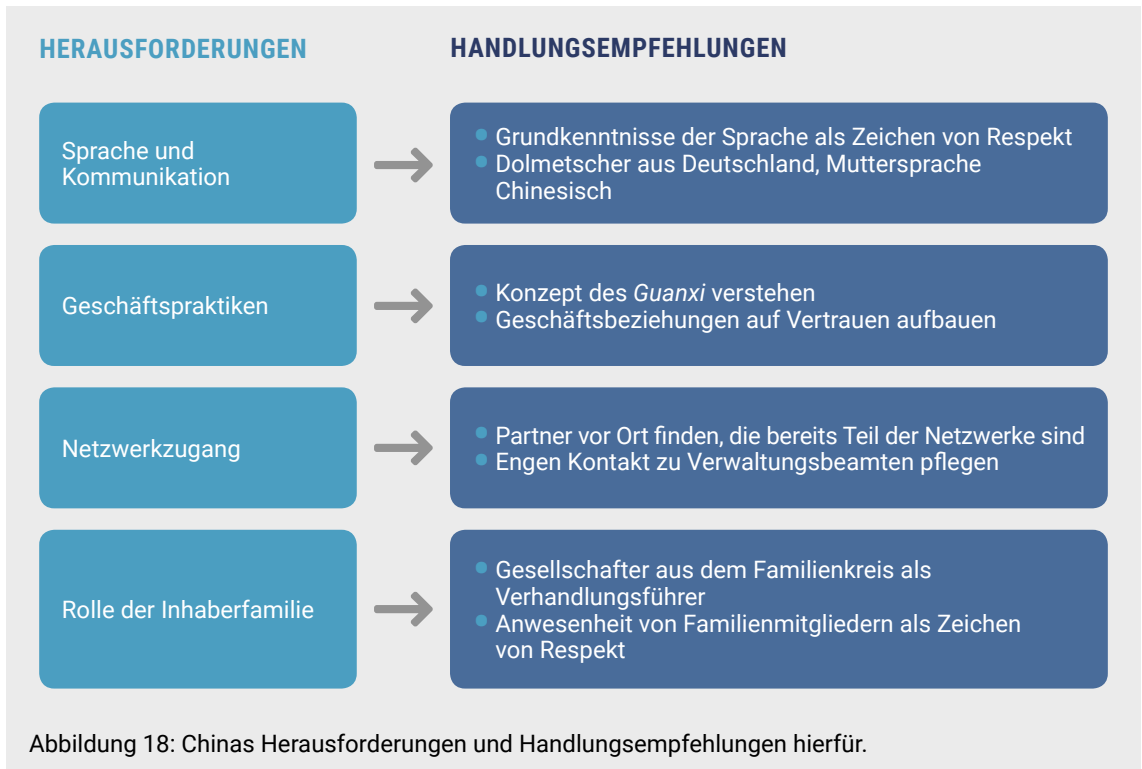 HERAUSFORDERUNGEN
HANDLUNGSEMPFEHLUNGEN
Sprache und
Kommunikation
• Grundkenntnisse der Sprache als Zeichen von Respekt
• Dolmetscher aus Deutschland, Muttersprache
Chinesisch
Geschäftspraktiken
• Konzept des Guanxi verstehen
• Geschäftsbeziehungen auf Vertrauen aufbauen
Netzwerkzugang
• Partner vor Ort finden, die bereits Teil der Netzwerke sind
• Engen Kontakt zu Verwaltungsbeamten pflegen
Rolle der Inhaberfamilie
• Gesellschafter aus dem Familienkreis als
Verhandlungsführer
• Anwesenheit von Familienmitgliedern als Zeichen
von Respekt
Abbildung 18: Chinas Herausforderungen und Handlungsempfehlungen hierfür.